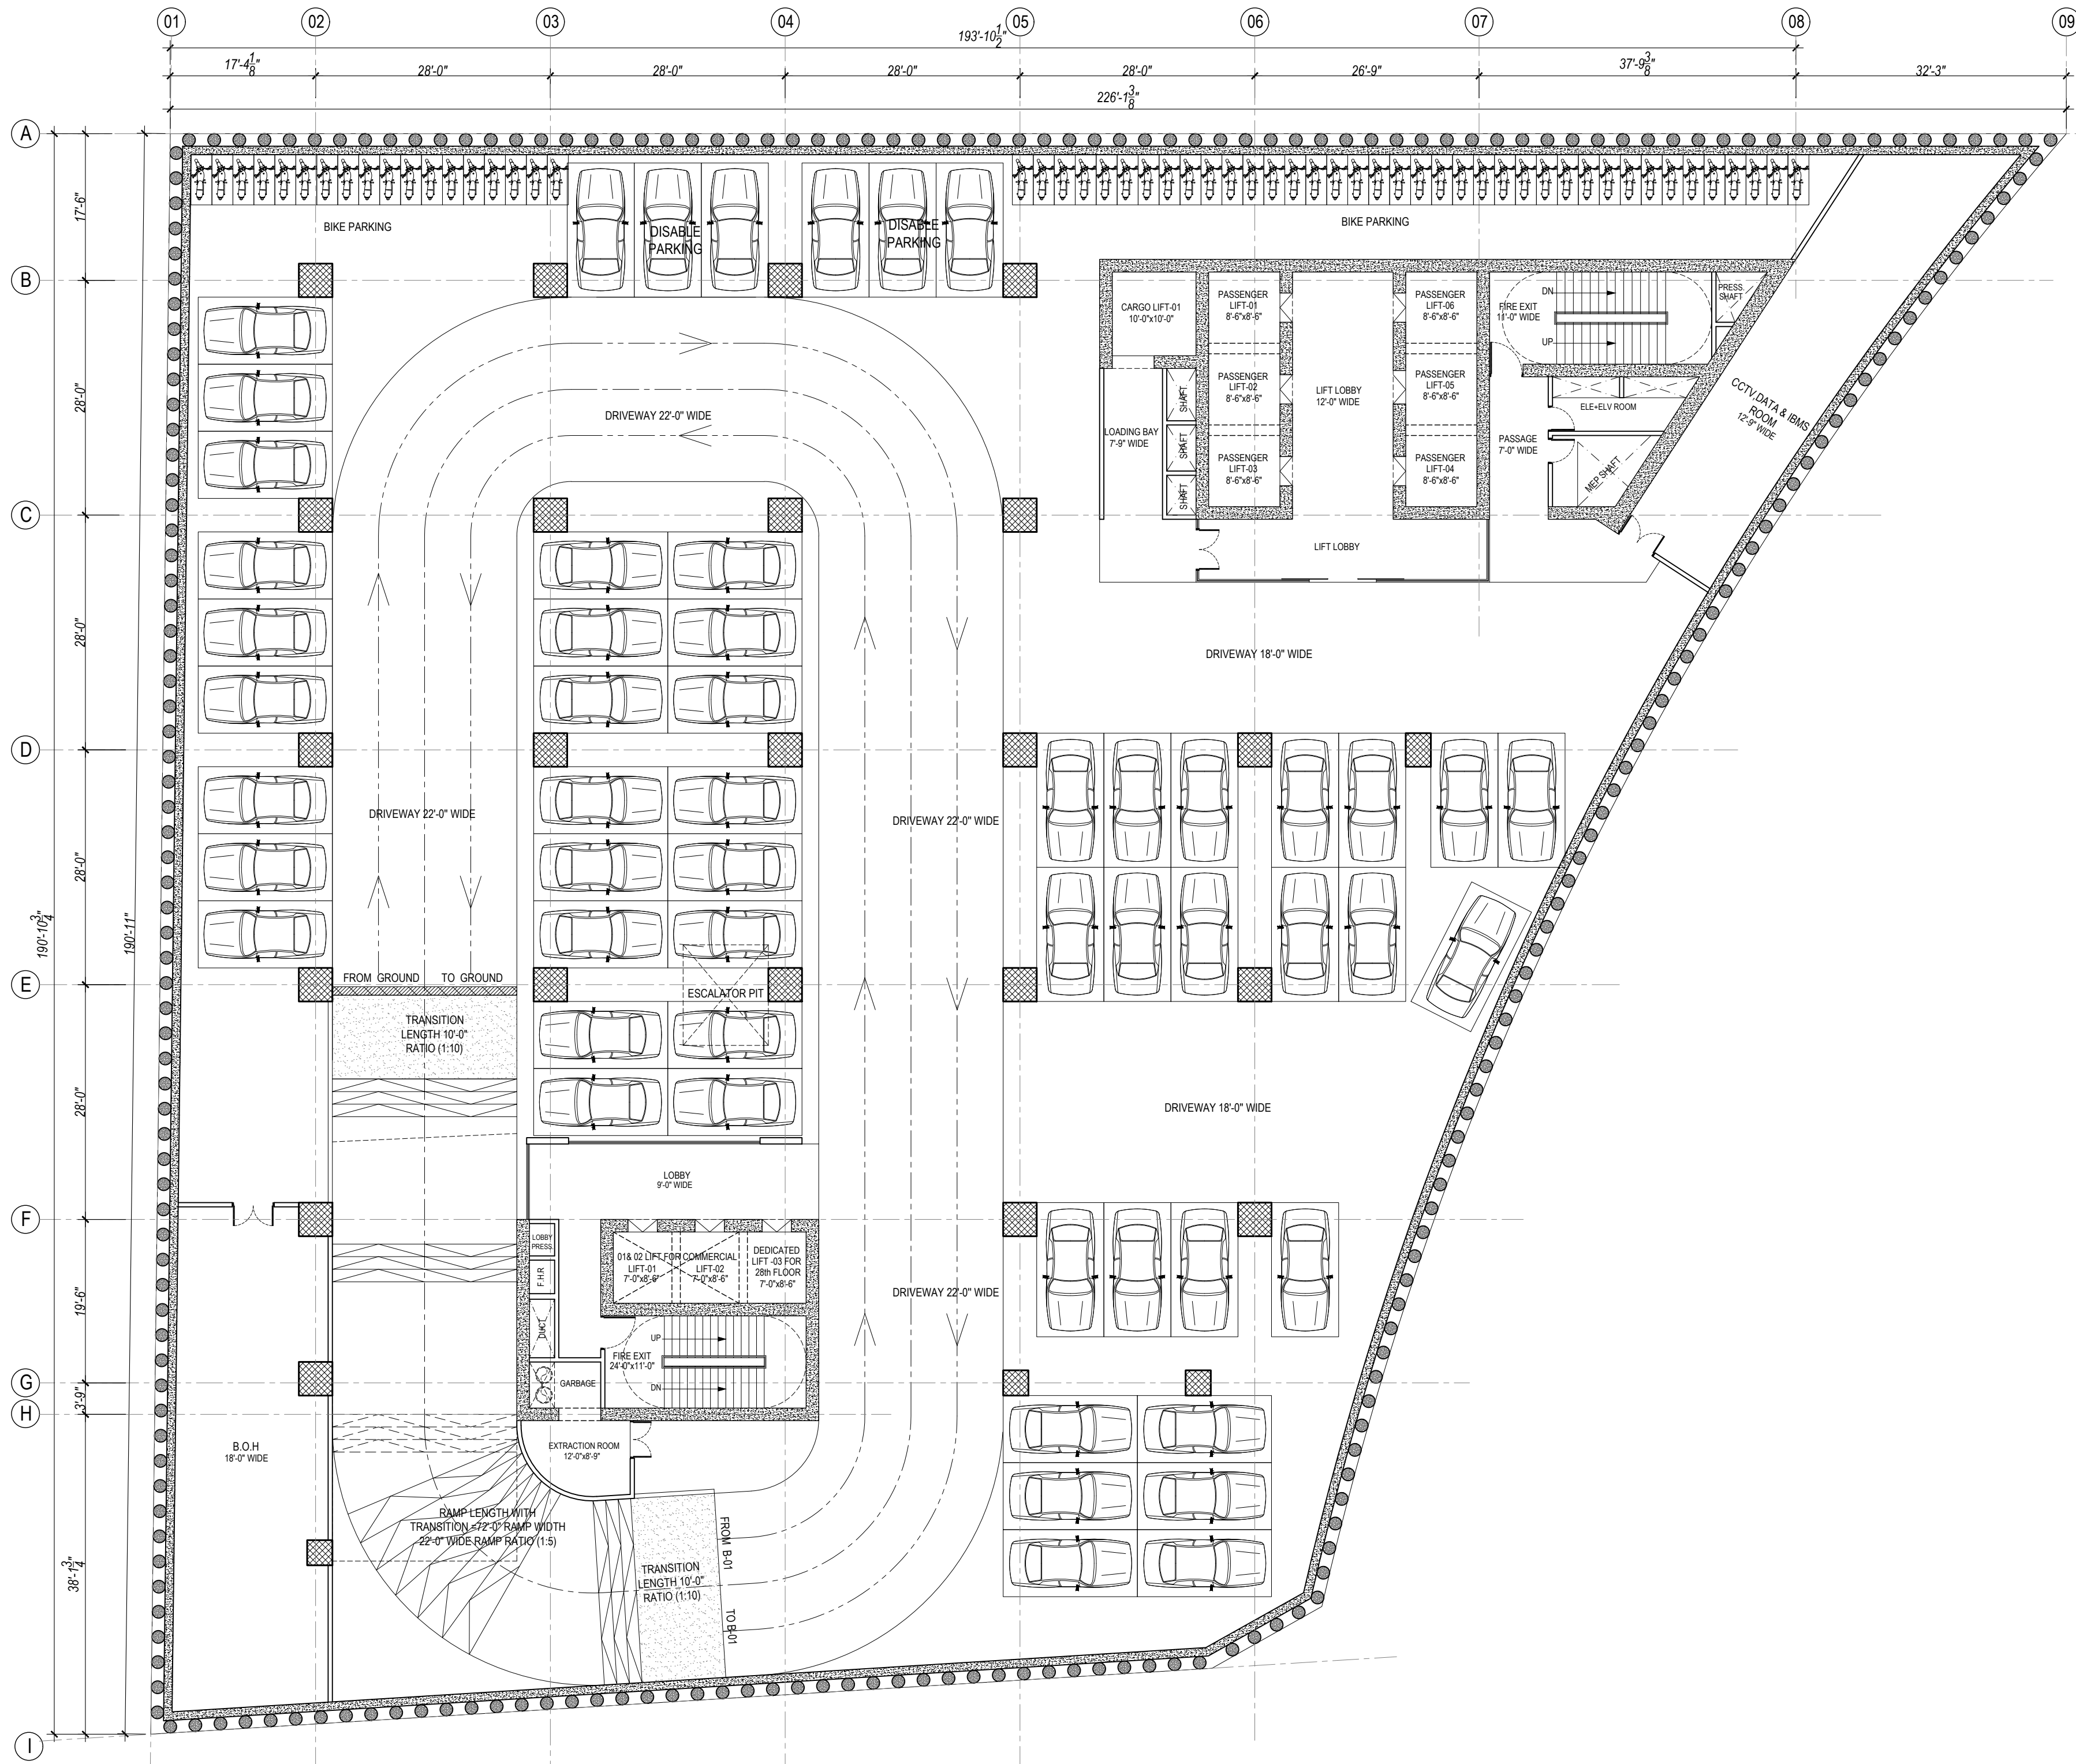 01
02
03
04
05
06
07
08
09
193'-10 1/2"
17'-4 1/8"
28'-0"
28'-0"
28'-0"
28'-0"
26'-9"
37'-9 3/8"
32'-3"
226'-1 3/8"
A
B
C
D
E
F
G
H
I
17'-6"
28'-0"
28'-0"
28'-0"
28'-0"
19'-6"
3'-9"
38'-1 3/4"
190'-10 3/4"
190'-11"
BIKE PARKING
DISABLE
PARKING
DISABLE
PARKING
BIKE PARKING
CARGO LIFT-01
10'-0"x10'-0"
PASSENGER
LIFT-01
8'-6"x8'-6"
PASSENGER
LIFT-06
8'-6"x8'-6"
DN
FIRE EXIT
11'-0" WIDE
UP
PRESS.
SHAFT
PASSENGER
LIFT-02
8'-6"x8'-6"
LIFT LOBBY
12'-0" WIDE
PASSENGER
LIFT-05
8'-6"x8'-6"
SHAFT
SHAFT
SHAFT
LOADING BAY
7'-9" WIDE
ELE+ELV ROOM
PASSAGE
7'-0" WIDE
MEP SHAFT
CCTV,DATA & IBMS
ROOM
12'-9" WIDE
PASSENGER
LIFT-03
8'-6"x8'-6"
PASSENGER
LIFT-04
8'-6"x8'-6"
LIFT LOBBY
DRIVEWAY 22'-0" WIDE
DRIVEWAY 18'-0" WIDE
DRIVEWAY 22'-0" WIDE
DRIVEWAY 22'-0" WIDE
FROM GROUND
TO GROUND
ESCALATOR PIT
TRANSITION
LENGTH 10'-0"
RATIO (1:10)
DRIVEWAY 18'-0" WIDE
LOBBY
9'-0" WIDE
LOBBY
PRESS.
F.H.R
DUCT
01& 02 LIFT FOR COMMERCIAL
LIFT-01
7'-0"x8'-6"
LIFT-02
7'-0"x8'-6"
DEDICATED
LIFT -03 FOR
28th FLOOR
7'-0"x8'-6"
DRIVEWAY 22'-0" WIDE
UP
FIRE EXIT
24'-0"x11'-0"
DN
GARBAGE
B.O.H
18'-0" WIDE
EXTRACTION ROOM
12'-0"x8'-9"
RAMP LENGTH WITH
TRANSITION =72'-0" RAMP WIDTH
22'-0" WIDE RAMP RATIO (1:5)
TRANSITION
LENGTH 10'-0"
RATIO (1:10)
FROM B-01
TO B-01